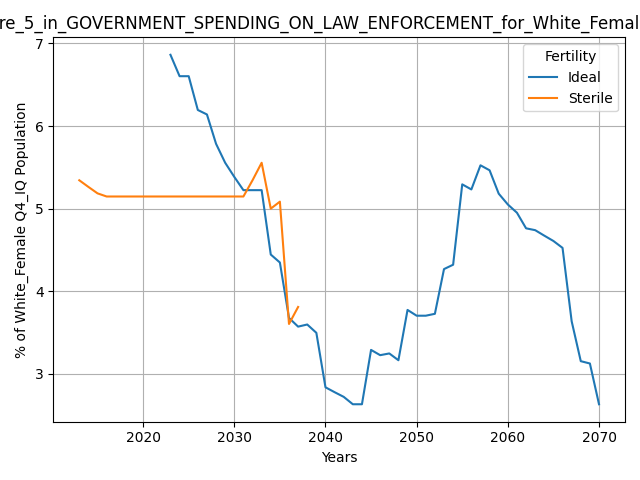 re_5_in_GOVERNMENT_SPENDING_ON_LAW_ENFORCEMENT_for_White_Femal
Fertility
Ideal
Sterile
% of White_Female Q4_IQ Population
7
6
5
4
3
2020 2030 2040 2050 2060 2070
Years